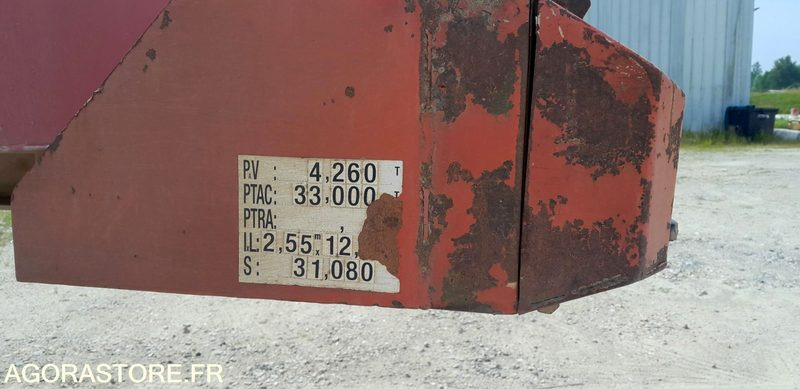 P.V : 4,260 T
PTAC: 33,000 T
PTRA: ,
l.L: 2,55 m x 12,
S : 31,080
AGORASTORE.FR